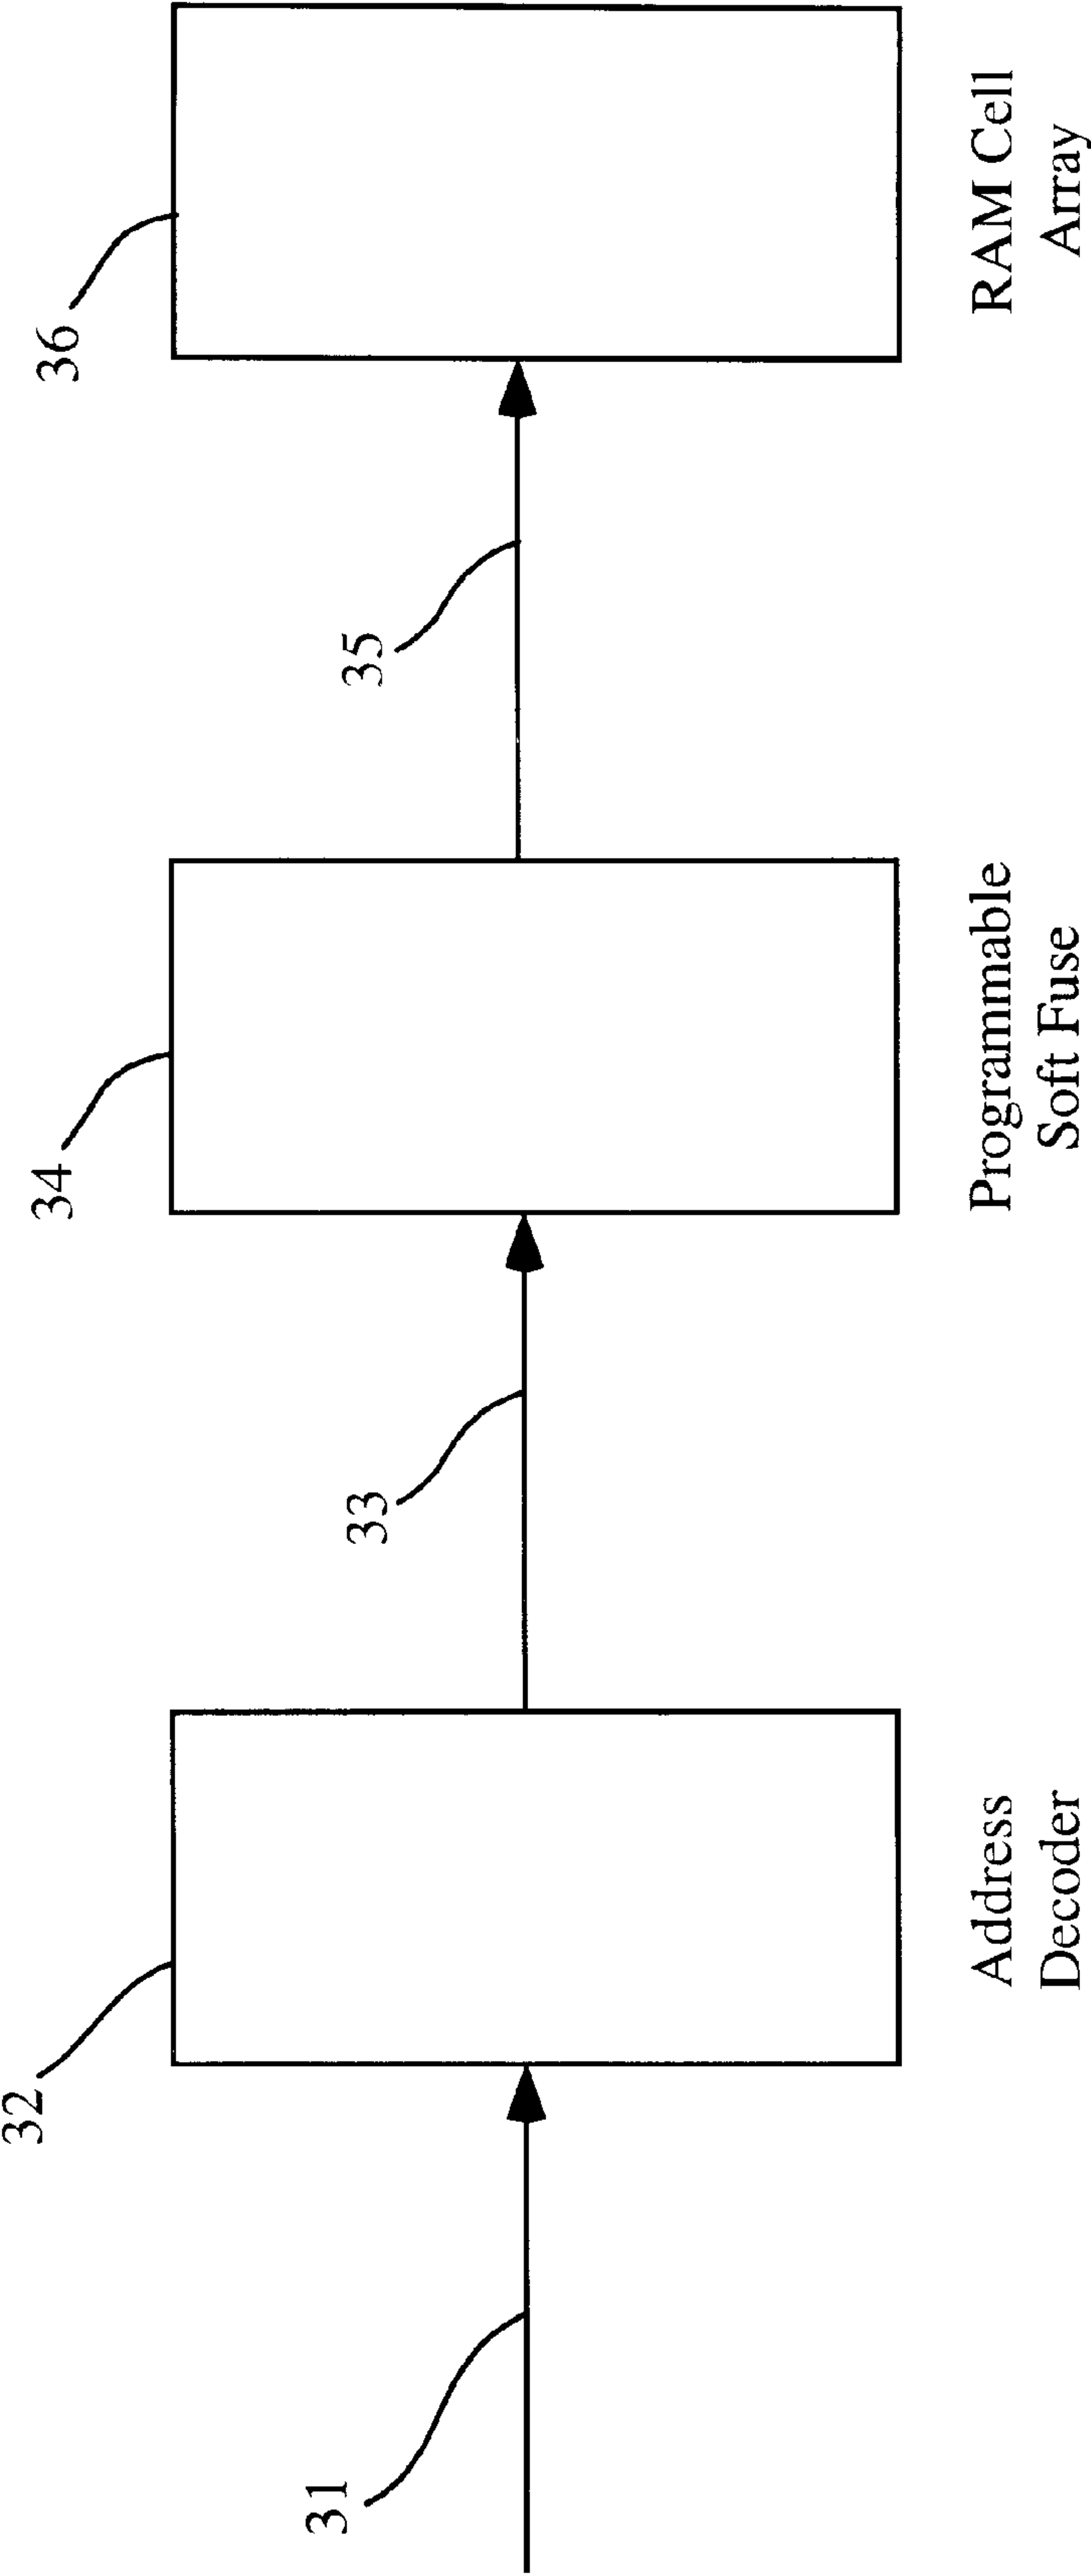 31
32
33
34
35
36
Address
Decoder
Programmable
Soft Fuse
RAM Cell
Array